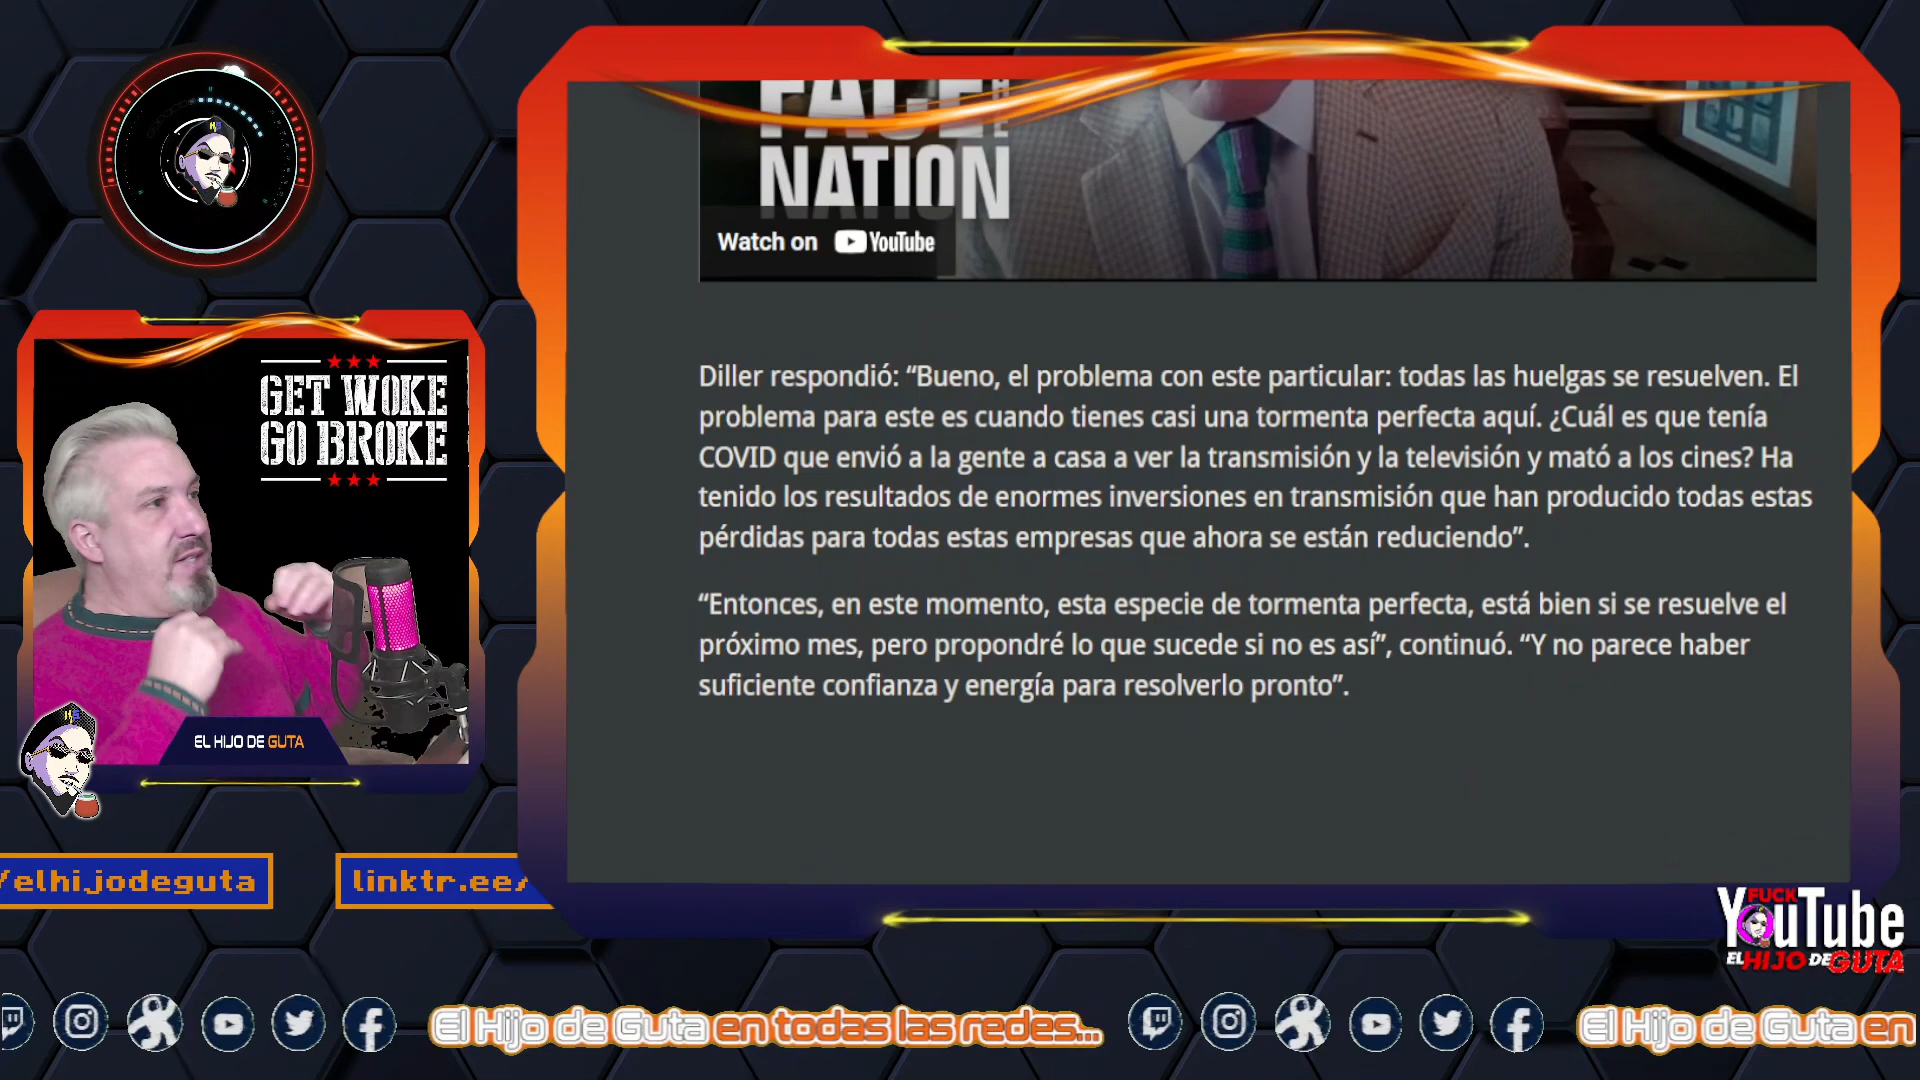 FACE THE
NATION
Watch on YouTube
GET WOKE
GO BROKE
Diller respondió: “Bueno, el problema con este particular: todas las huelgas se resuelven. El
problema para este es cuando tienes casi una tormenta perfecta aquí. ¿Cuál es que tenía
COVID que envió a la gente a casa a ver la transmisión y la televisión y mató a los cines? Ha
tenido los resultados de enormes inversiones en transmisión que han producido todas estas
pérdidas para todas estas empresas que ahora se están reduciendo”.
“Entonces, en este momento, esta especie de tormenta perfecta, está bien si se resuelve el
próximo mes, pero propondré lo que sucede si no es así”, continuó. “Y no parece haber
suficiente confianza y energía para resolverlo pronto”.
EL HIJO DE GUTA
/elhijodeguta
linktr.ee/
FUCK
YouTube
EL HIJO DE GUTA
El Hijo de Guta en todas las redes...
El Hijo de Guta en